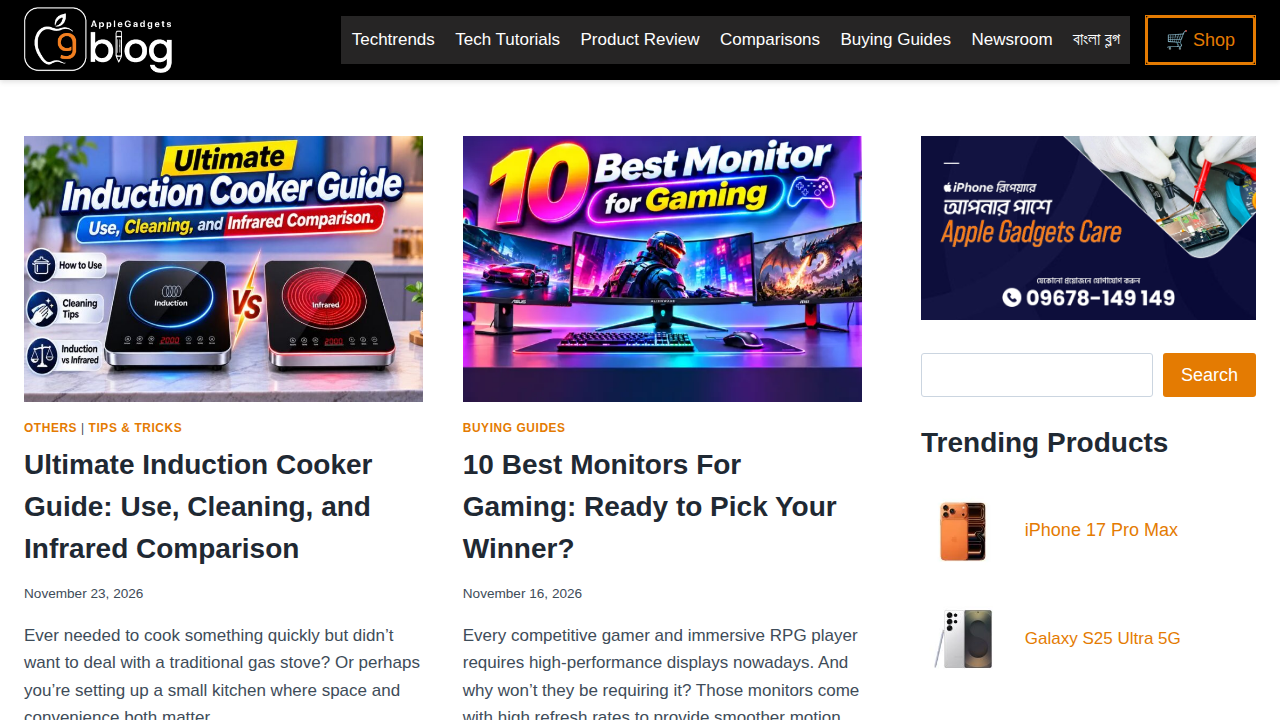 AppleGadgets
blog
Techtrends
Tech Tutorials
Product Review
Comparisons
Buying Guides
Newsroom
বাংলা ব্লগ
🛒 Shop
Ultimate
Induction Cooker Guide
Use, Cleaning, and Infrared Comparison.
How to Use
Cleaning
Tips
Induction
vs Infrared
Induction
VS
Infrared
OTHERS | TIPS & TRICKS
Ultimate Induction Cooker
Guide: Use, Cleaning, and
Infrared Comparison
November 23, 2026
Ever needed to cook something quickly but didn’t
want to deal with a traditional gas stove? Or perhaps
you’re setting up a small kitchen where space and
convenience both matter.
10 Best Monitor
for Gaming
ALIENWARE
BUYING GUIDES
10 Best Monitors For
Gaming: Ready to Pick Your
Winner?
November 16, 2026
Every competitive gamer and immersive RPG player
requires high-performance displays nowadays. And
why won’t they be requiring it? Those monitors come
with high refresh rates to provide smoother motion
iPhone রিপেয়ারে
আপনার পাশে
Apple Gadgets Care
যেকোনো প্রয়োজনে যোগাযোগ করুন
09678-149 149
Search
Trending Products
iPhone 17 Pro Max
Galaxy S25 Ultra 5G